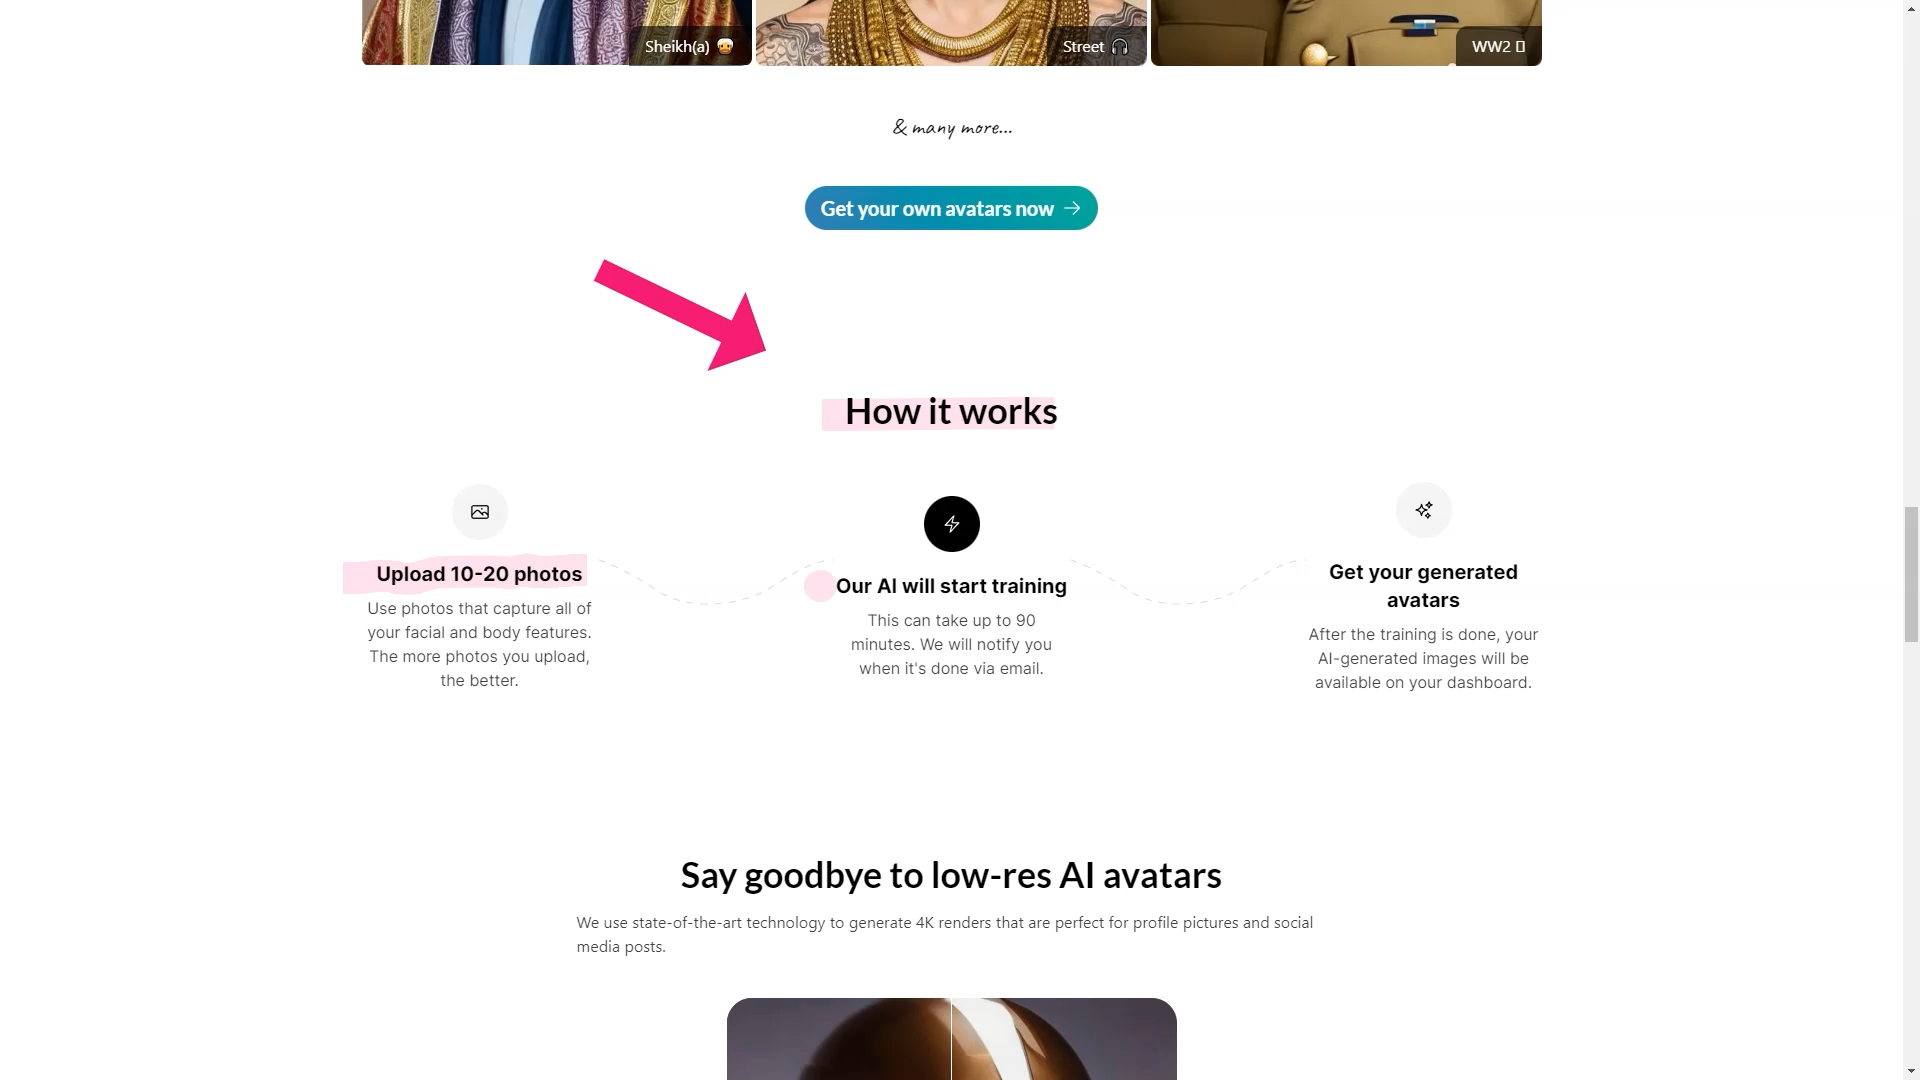 Sheikh(a)
Street
WW2
& many more...
Get your own avatars now →
How it works
Upload 10-20 photos
Use photos that capture all of
your facial and body features.
The more photos you upload,
the better.
Our AI will start training
This can take up to 90
minutes. We will notify you
when it's done via email.
Get your generated
avatars
After the training is done, your
AI-generated images will be
available on your dashboard.
Say goodbye to low-res AI avatars
We use state-of-the-art technology to generate 4K renders that are perfect for profile pictures and social
media posts.